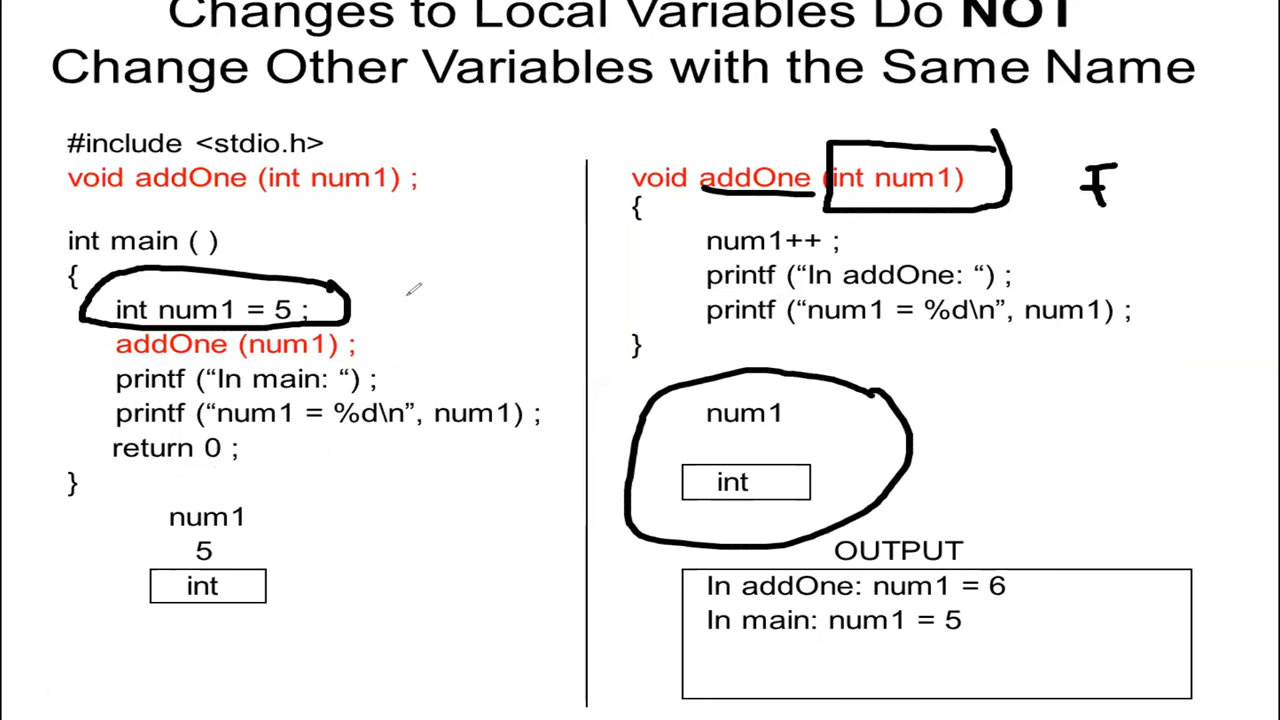 Changes to Local Variables Do NOT
Change Other Variables with the Same Name
#include <stdio.h>
void addOne (int num1) ;
int main ( )
{
int num1 = 5 ;
addOne (num1) ;
printf (“In main: “) ;
printf (“num1 = %d\n”, num1) ;
return 0 ;
}
num1
5
int
void addOne (int num1)
{
num1++ ;
printf (“In addOne: “) ;
printf (“num1 = %d\n”, num1) ;
}
num1
int
OUTPUT
In addOne: num1 = 6
In main: num1 = 5